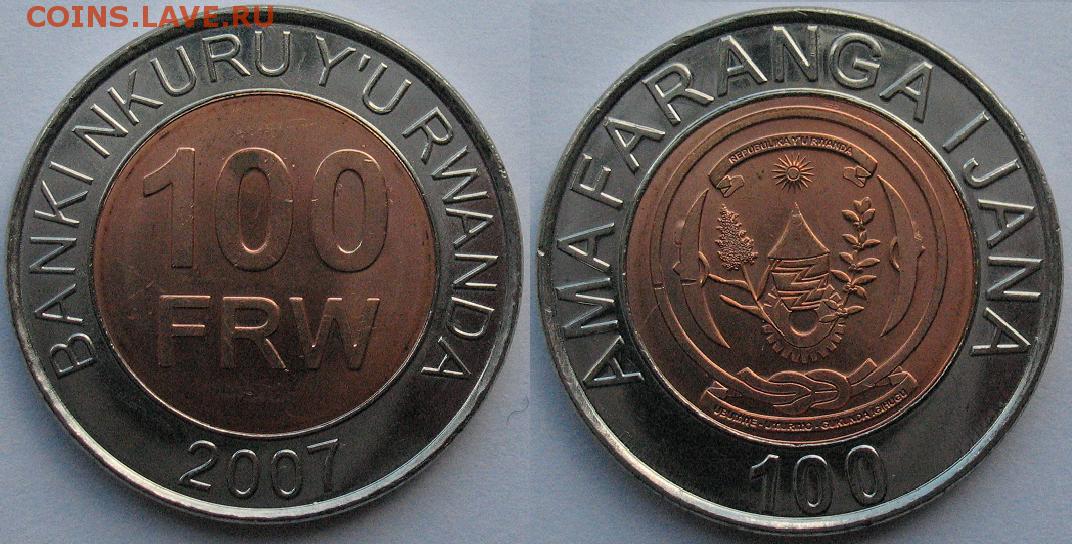 COINS.LAVE.RU
BANKI NKURU Y'U RWANDA
100
FRW
2007
AMAFARANGA IJANA
REPUBULIKA Y'U RWANDA
UBUMWE - UMURIMO - GUKUNDA IGIHUGU
100